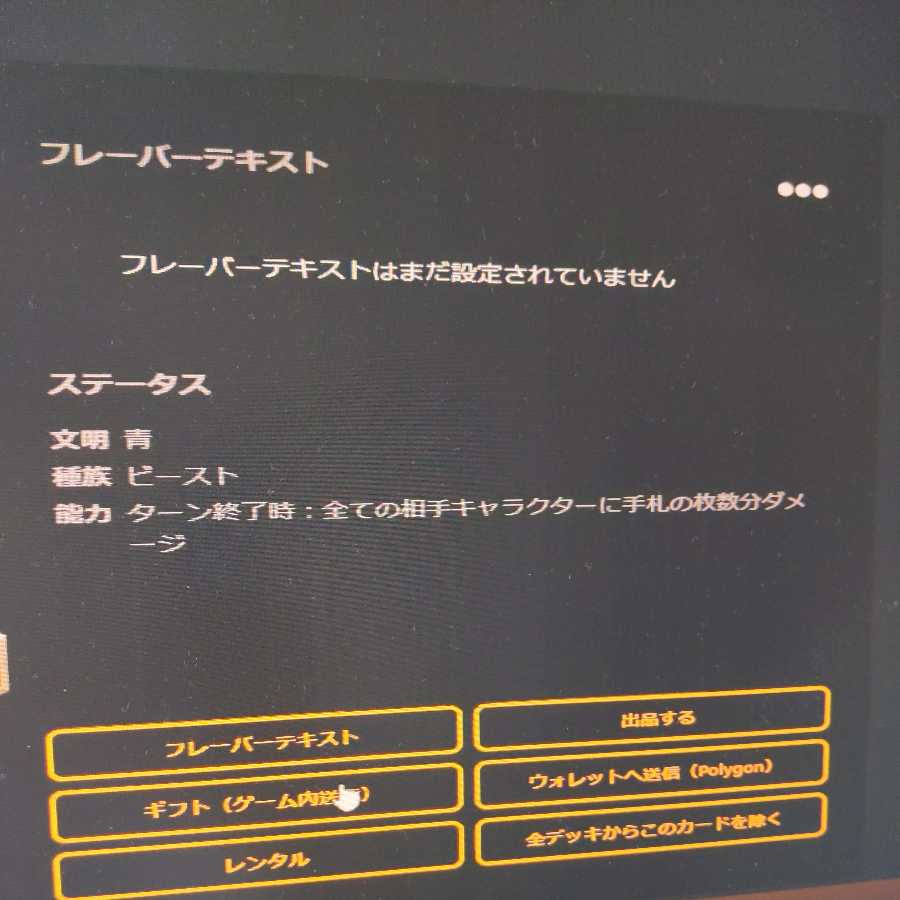 フレーバーテキスト
フレーバーテキストはまだ設定されていません
ステータス
文明 青
種族 ビースト
能力 ターン終了時：全ての相手キャラクターに手札の枚数分ダメ
ージ
フレーバーテキスト
出品する
ギフト（ゲーム内送）
ウォレットへ送信（Polygon）
レンタル
全デッキからこのカードを除く